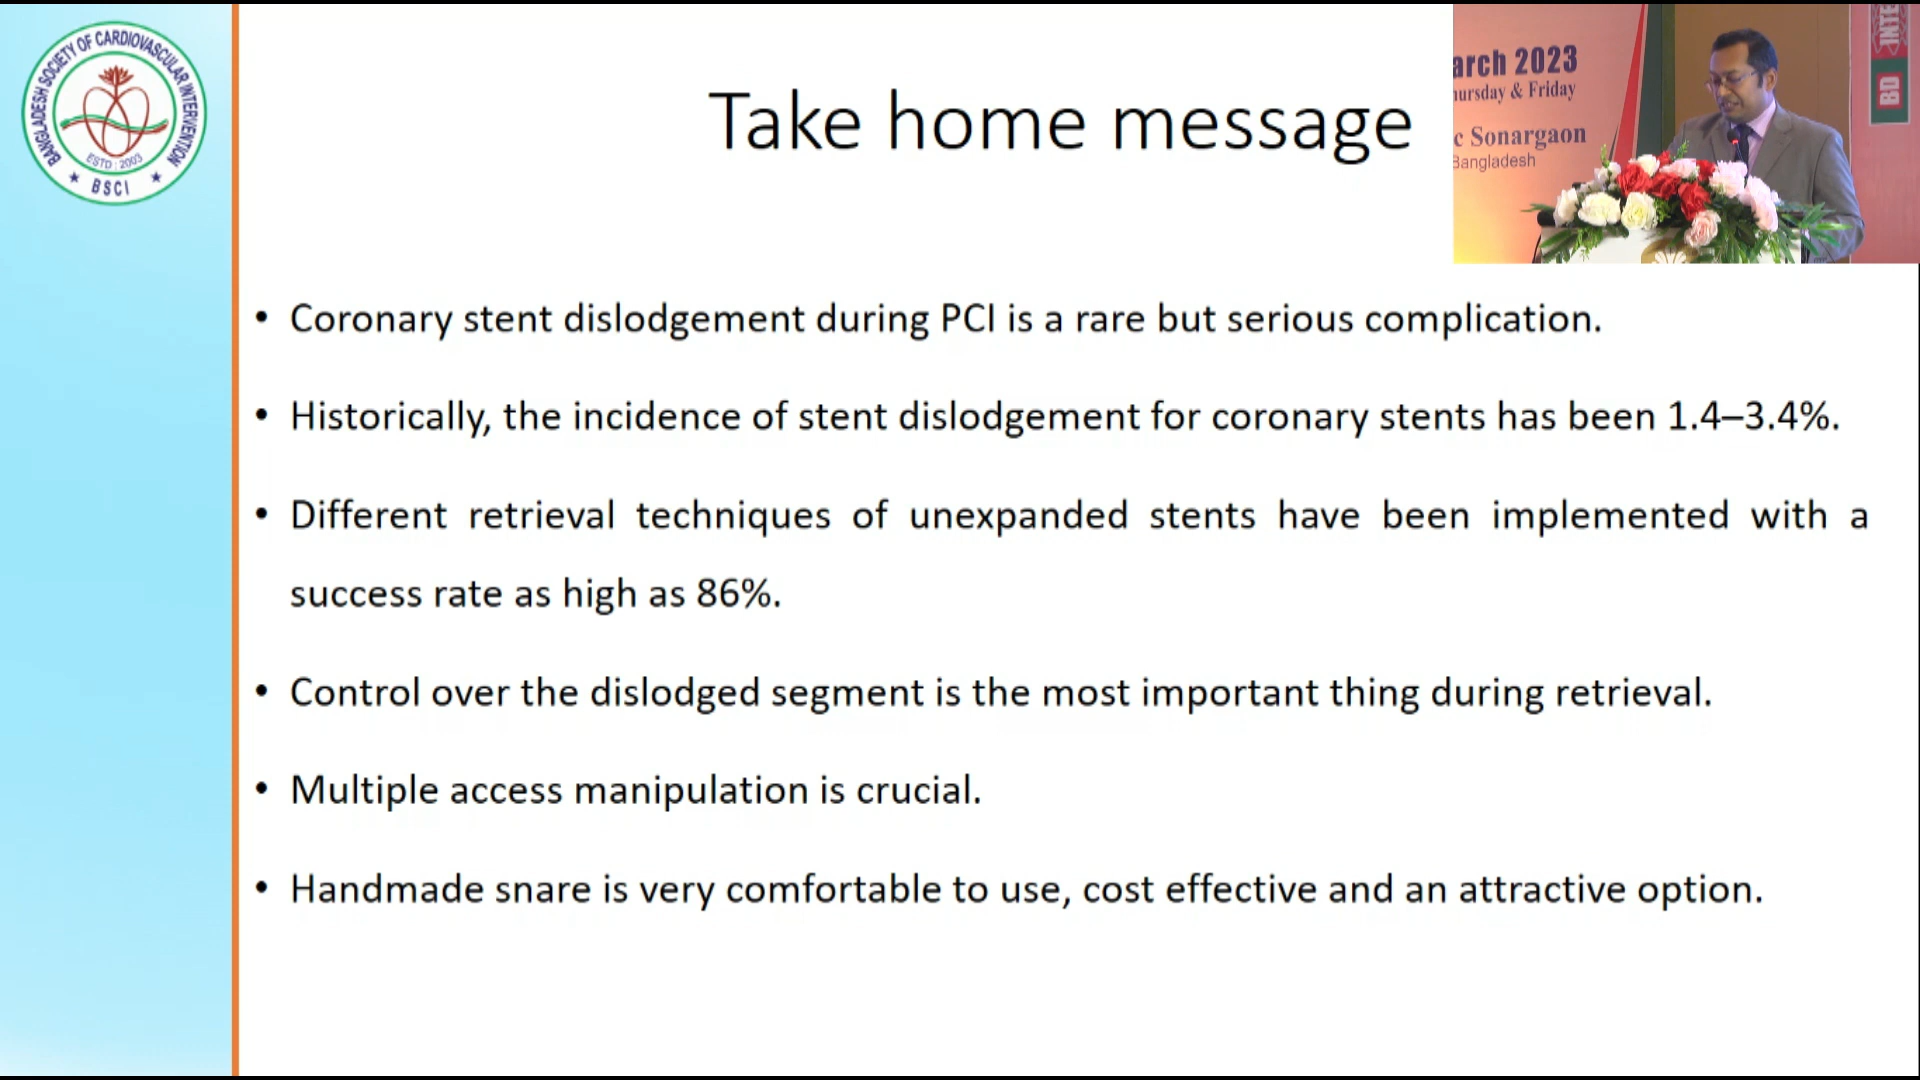 BANGLADESH SOCIETY OF CARDIOVASCULAR INTERVENTION
ESTD : 2003
★ BSCI ★
Take home message
arch 2023
ursday & Friday
c Sonargaon
Bangladesh
BD
INTE
• Coronary stent dislodgement during PCI is a rare but serious complication.
• Historically, the incidence of stent dislodgement for coronary stents has been 1.4–3.4%.
• Different retrieval techniques of unexpanded stents have been implemented with a
success rate as high as 86%.
• Control over the dislodged segment is the most important thing during retrieval.
• Multiple access manipulation is crucial.
• Handmade snare is very comfortable to use, cost effective and an attractive option.